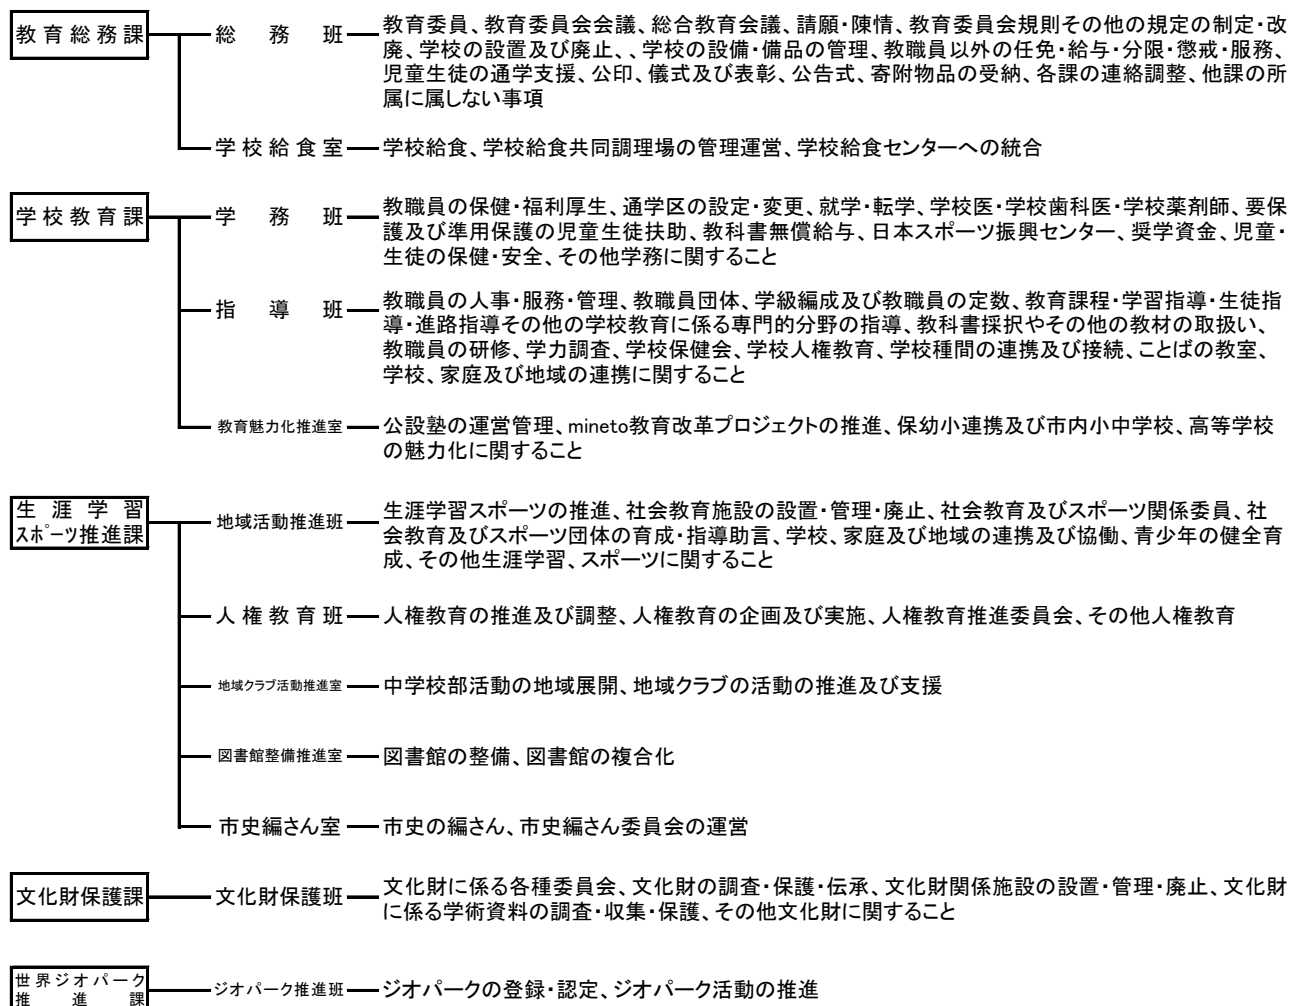 教育総務課
総務班
教育委員、教育委員会会議、総合教育会議、請願・陳情、教育委員会規則その他の規定の制定・改
廃、学校の設置及び廃止、、学校の設備・備品の管理、教職員以外の任免・給与・分限・懲戒・服務、
児童生徒の通学支援、公印、儀式及び表彰、公告式、寄附物品の受納、各課の連絡調整、他課の所
属に属しない事項
学校給食室
学校給食、学校給食共同調理場の管理運営、学校給食センターへの統合
学校教育課
学務班
教職員の保健・福利厚生、通学区の設定・変更、就学・転学、学校医・学校歯科医・学校薬剤師、要保
護及び準用保護の児童生徒扶助、教科書無償給与、日本スポーツ振興センター、奨学資金、児童・
生徒の保健・安全、その他学務に関すること
指導班
教職員の人事・服務・管理、教職員団体、学級編成及び教職員の定数、教育課程・学習指導・生徒指
導・進路指導その他の学校教育に係る専門的分野の指導、教科書採択やその他の教材の取扱い、
教職員の研修、学力調査、学校保健会、学校人権教育、学校種間の連携及び接続、ことばの教室、
学校、家庭及び地域の連携に関すること
教育魅力化推進室
公設塾の運営管理、mineto教育改革プロジェクトの推進、保幼小連携及び市内小中学校、高等学校
の魅力化に関すること
生涯学習
スポーツ推進課
地域活動推進班
生涯学習スポーツの推進、社会教育施設の設置・管理・廃止、社会教育及びスポーツ関係委員、社
会教育及びスポーツ団体の育成・指導助言、学校、家庭及び地域の連携及び協働、青少年の健全育
成、その他生涯学習、スポーツに関すること
人権教育班
人権教育の推進及び調整、人権教育の企画及び実施、人権教育推進委員会、その他人権教育
地域クラブ活動推進室
中学校部活動の地域展開、地域クラブの活動の推進及び支援
図書館整備推進室
図書館の整備、図書館の複合化
市史編さん室
市史の編さん、市史編さん委員会の運営
文化財保護課
文化財保護班
文化財に係る各種委員会、文化財の調査・保護・伝承、文化財関係施設の設置・管理・廃止、文化財
に係る学術資料の調査・収集・保護、その他文化財に関すること
世界ジオパーク
推進課
ジオパーク推進班
ジオパークの登録・認定、ジオパーク活動の推進